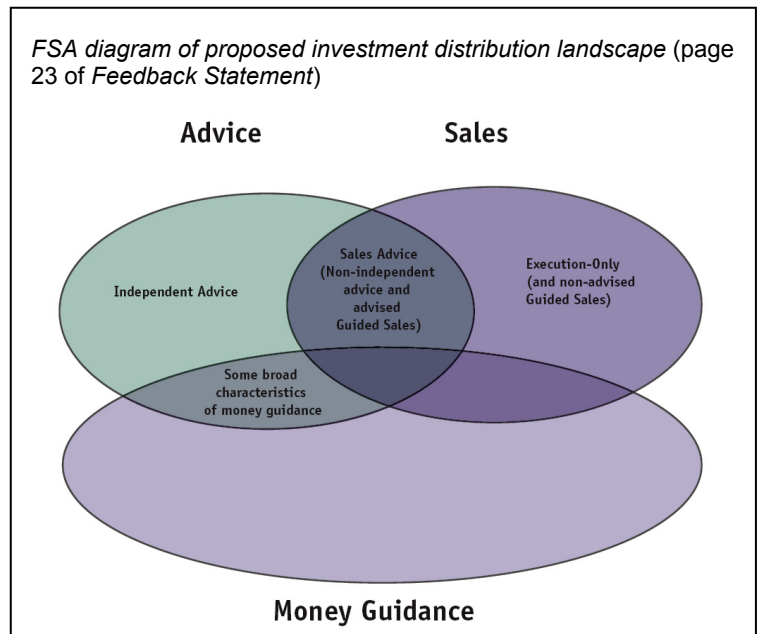 FSA diagram of proposed investment distribution landscape (page
23 of Feedback Statement)
Advice
Sales
Independent Advice
Sales Advice
(Non-independent
advice and
advised
Guided Sales)
Execution-Only
(and non-advised
Guided Sales)
Some broad
characteristics
of money guidance
Money Guidance